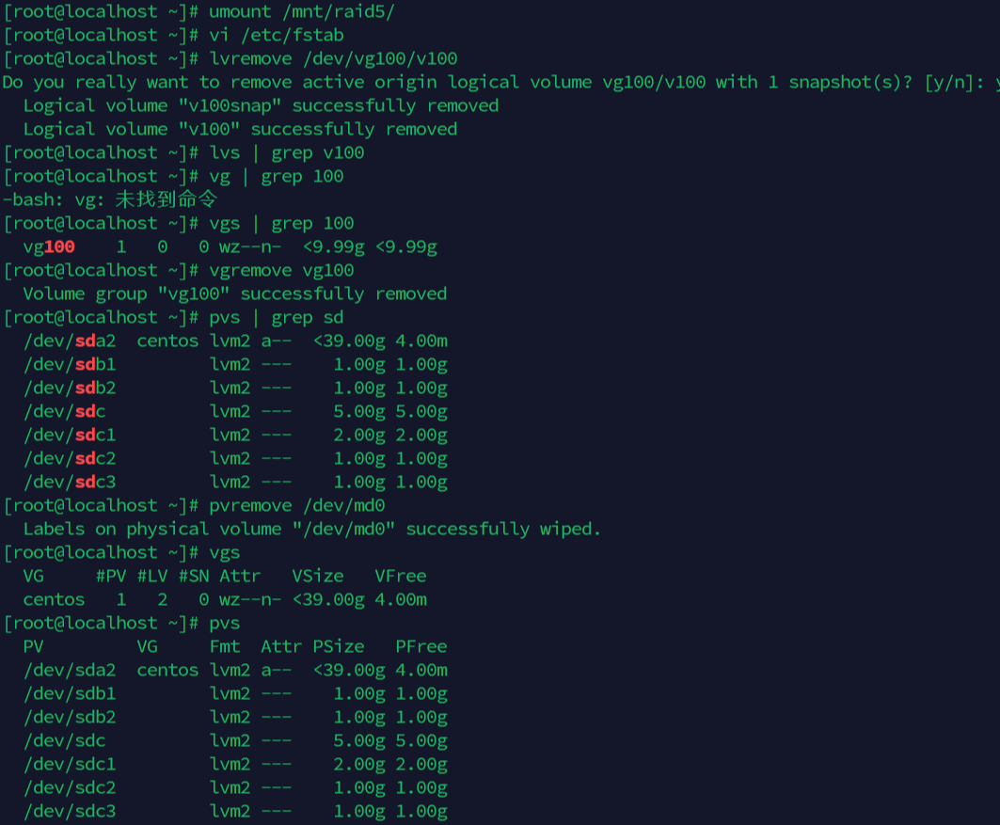 [root@localhost ~]# umount /mnt/raid5/
[root@localhost ~]# vi /etc/fstab
[root@localhost ~]# lvremove /dev/vg100/v100
Do you really want to remove active origin logical volume vg100/v100 with 1 snapshot(s)? [y/n]: y
  Logical volume "v100snap" successfully removed
  Logical volume "v100" successfully removed
[root@localhost ~]# lvs | grep v100
[root@localhost ~]# vg | grep 100
-bash: vg: 未找到命令
[root@localhost ~]# vgs | grep 100
  vg100    1   0   0 wz--n-  <9.99g <9.99g
[root@localhost ~]# vgremove vg100
  Volume group "vg100" successfully removed
[root@localhost ~]# pvs | grep sd
  /dev/sda2  centos lvm2 a--  <39.00g 4.00m
  /dev/sdb1         lvm2 ---    1.00g 1.00g
  /dev/sdb2         lvm2 ---    1.00g 1.00g
  /dev/sdc          lvm2 ---    5.00g 5.00g
  /dev/sdc1         lvm2 ---    2.00g 2.00g
  /dev/sdc2         lvm2 ---    1.00g 1.00g
  /dev/sdc3         lvm2 ---    1.00g 1.00g
[root@localhost ~]# pvremove /dev/md0
  Labels on physical volume "/dev/md0" successfully wiped.
[root@localhost ~]# vgs
  VG     #PV #LV #SN Attr   VSize   VFree
  centos   1   2   0 wz--n- <39.00g 4.00m
[root@localhost ~]# pvs
  PV         VG     Fmt  Attr PSize   PFree
  /dev/sda2  centos lvm2 a--  <39.00g 4.00m
  /dev/sdb1         lvm2 ---    1.00g 1.00g
  /dev/sdb2         lvm2 ---    1.00g 1.00g
  /dev/sdc          lvm2 ---    5.00g 5.00g
  /dev/sdc1         lvm2 ---    2.00g 2.00g
  /dev/sdc2         lvm2 ---    1.00g 1.00g
  /dev/sdc3         lvm2 ---    1.00g 1.00g